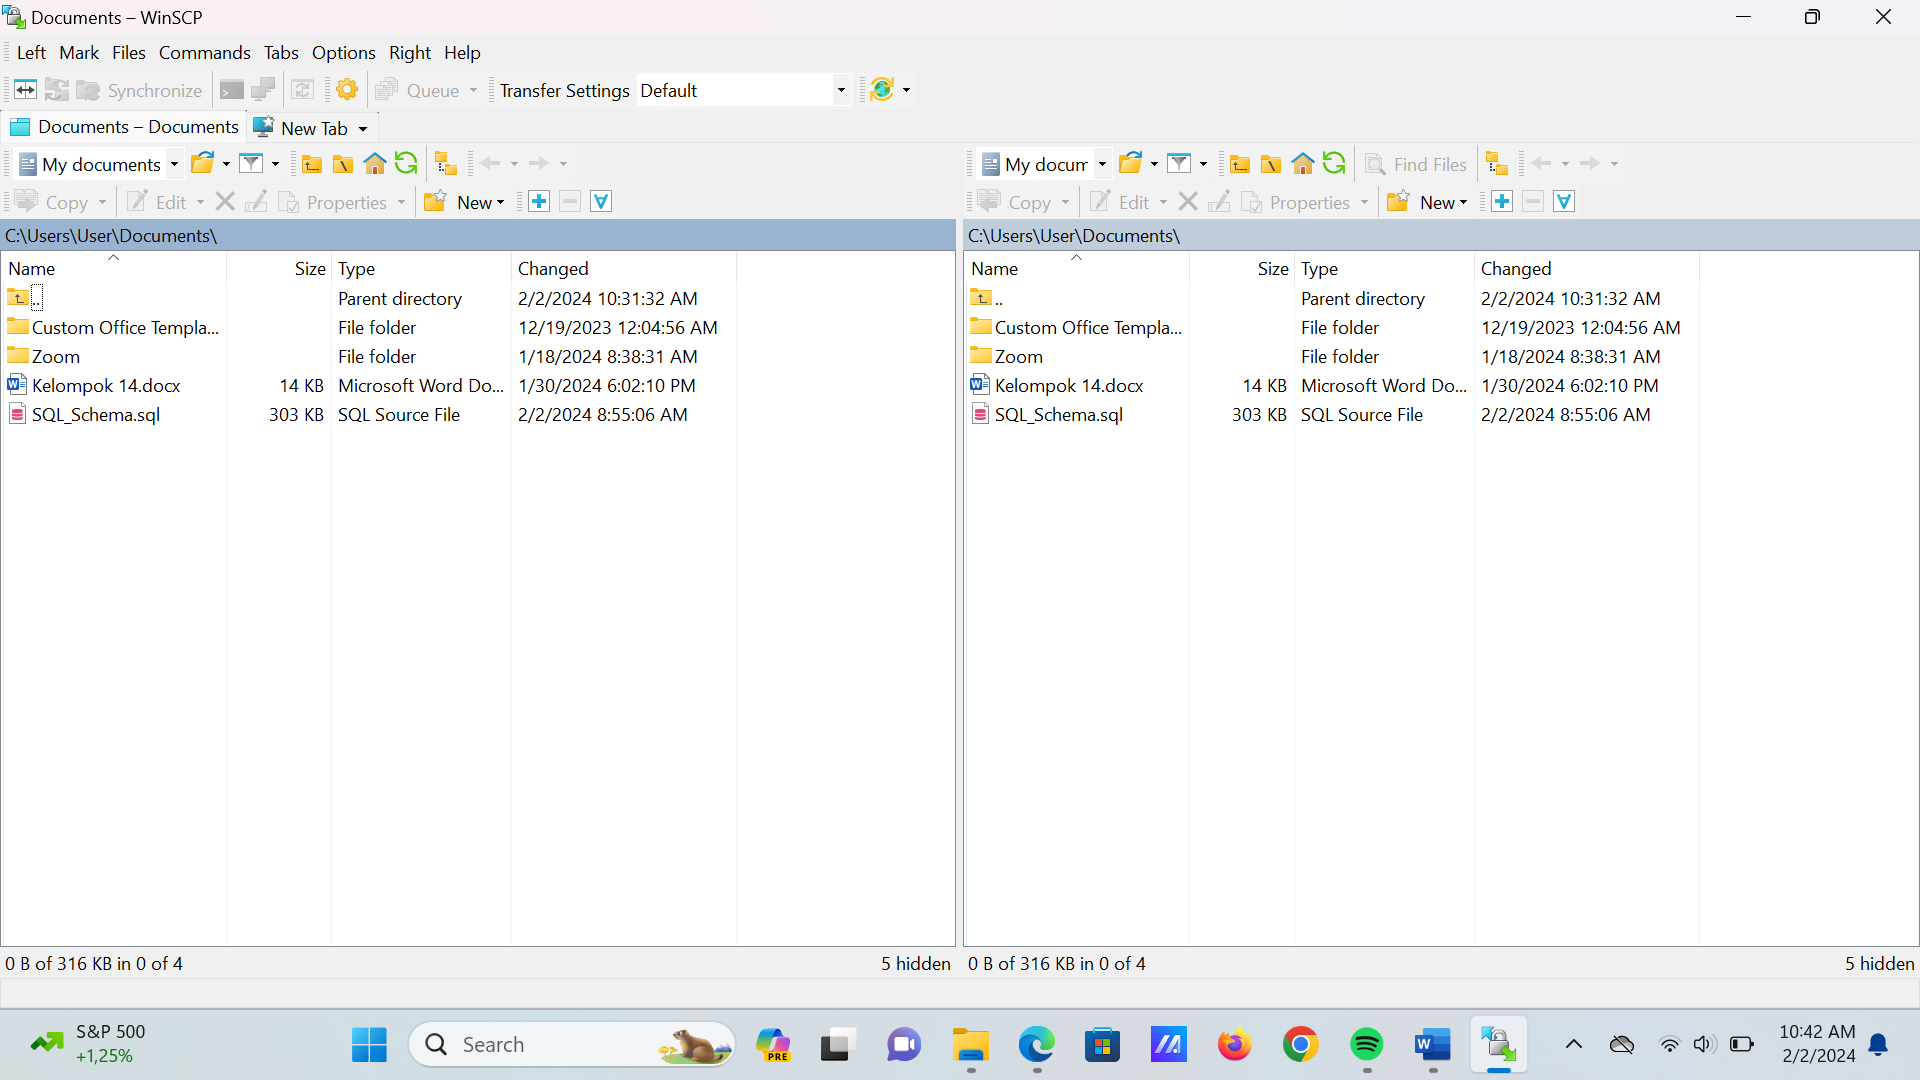 Documents – WinSCP
Left Mark Files Commands Tabs Options Right Help
Synchronize Queue Transfer Settings Default
Documents – Documents New Tab
My documents
Copy Edit Properties New
C:\Users\User\Documents\
Name Size Type Changed
.. Parent directory 2/2/2024 10:31:32 AM
Custom Office Templa... File folder 12/19/2023 12:04:56 AM
Zoom File folder 1/18/2024 8:38:31 AM
Kelompok 14.docx 14 KB Microsoft Word Do... 1/30/2024 6:02:10 PM
SQL_Schema.sql 303 KB SQL Source File 2/2/2024 8:55:06 AM
0 B of 316 KB in 0 of 4 5 hidden
My docum Find Files
Copy Edit Properties New
C:\Users\User\Documents\
Name Size Type Changed
.. Parent directory 2/2/2024 10:31:32 AM
Custom Office Templa... File folder 12/19/2023 12:04:56 AM
Zoom File folder 1/18/2024 8:38:31 AM
Kelompok 14.docx 14 KB Microsoft Word Do... 1/30/2024 6:02:10 PM
SQL_Schema.sql 303 KB SQL Source File 2/2/2024 8:55:06 AM
0 B of 316 KB in 0 of 4 5 hidden
S&P 500
+1,25%
Search
PRE
10:42 AM
2/2/2024